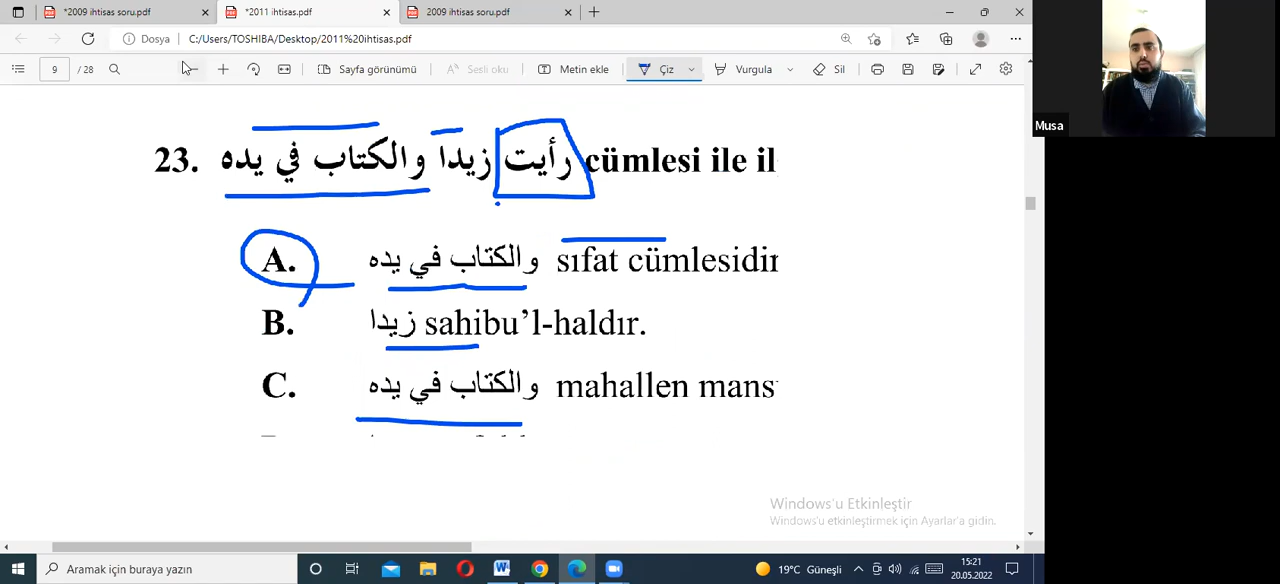 *2009 ihtisas soru.pdf
*2011 ihtisas.pdf
2009 ihtisas soru.pdf
Dosya
C:/Users/TOSHIBA/Desktop/2011%20ihtisas.pdf
9 / 28
Sayfa görünümü
Sesli oku
Metin ekle
Çiz
Vurgula
Sil
Musa
23. رأيت زيدا والكتاب في يده cümlesi ile il
A. والكتاب في يده sıfat cümlesidir
B. زيدا sahibu’l-haldır.
C. والكتاب في يده mahallen mans
Windows'u Etkinleştir
Windows'u etkinleştirmek için Ayarlar'a gidin.
Aramak için buraya yazın
19°C Güneşli
15:21
20.05.2022